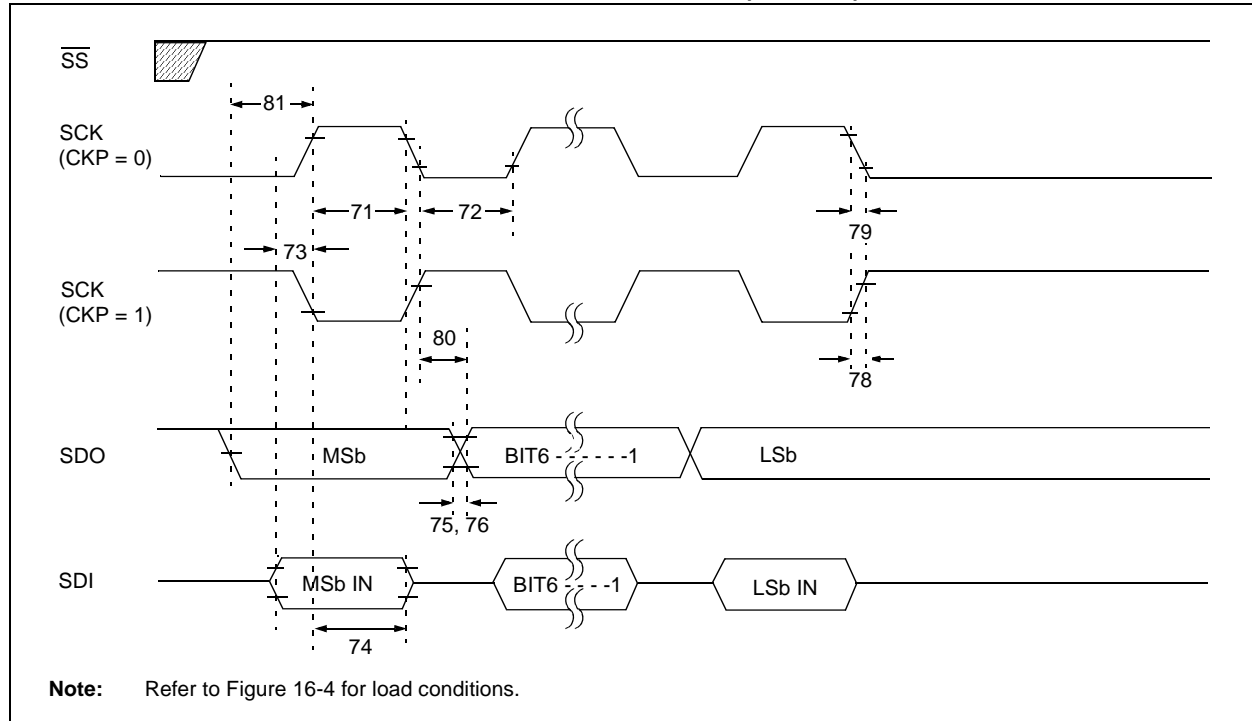 SS
81
SCK
(CKP = 0)
71
72
79
73
SCK
(CKP = 1)
80
78
SDO
MSb
BIT6 - - - - - -1
LSb
75, 76
SDI
MSb IN
BIT6 - - - -1
LSb IN
74
Note: Refer to Figure 16-4 for load conditions.